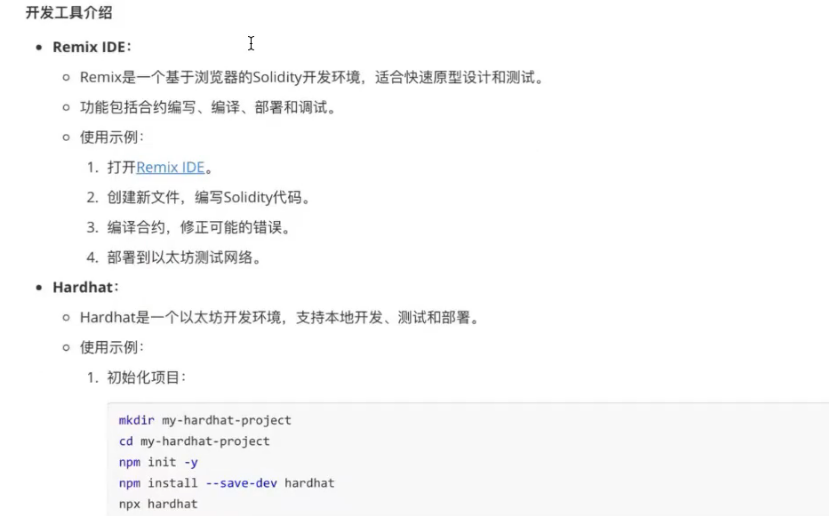 开发工具介绍
• Remix IDE：
◦ Remix是一个基于浏览器的Solidity开发环境，适合快速原型设计和测试。
◦ 功能包括合约编写、编译、部署和调试。
◦ 使用示例：
1. 打开Remix IDE。
2. 创建新文件，编写Solidity代码。
3. 编译合约，修正可能的错误。
4. 部署到以太坊测试网络。
• Hardhat：
◦ Hardhat是一个以太坊开发环境，支持本地开发、测试和部署。
◦ 使用示例：
1. 初始化项目：
mkdir my-hardhat-project
cd my-hardhat-project
npm init -y
npm install --save-dev hardhat
npx hardhat